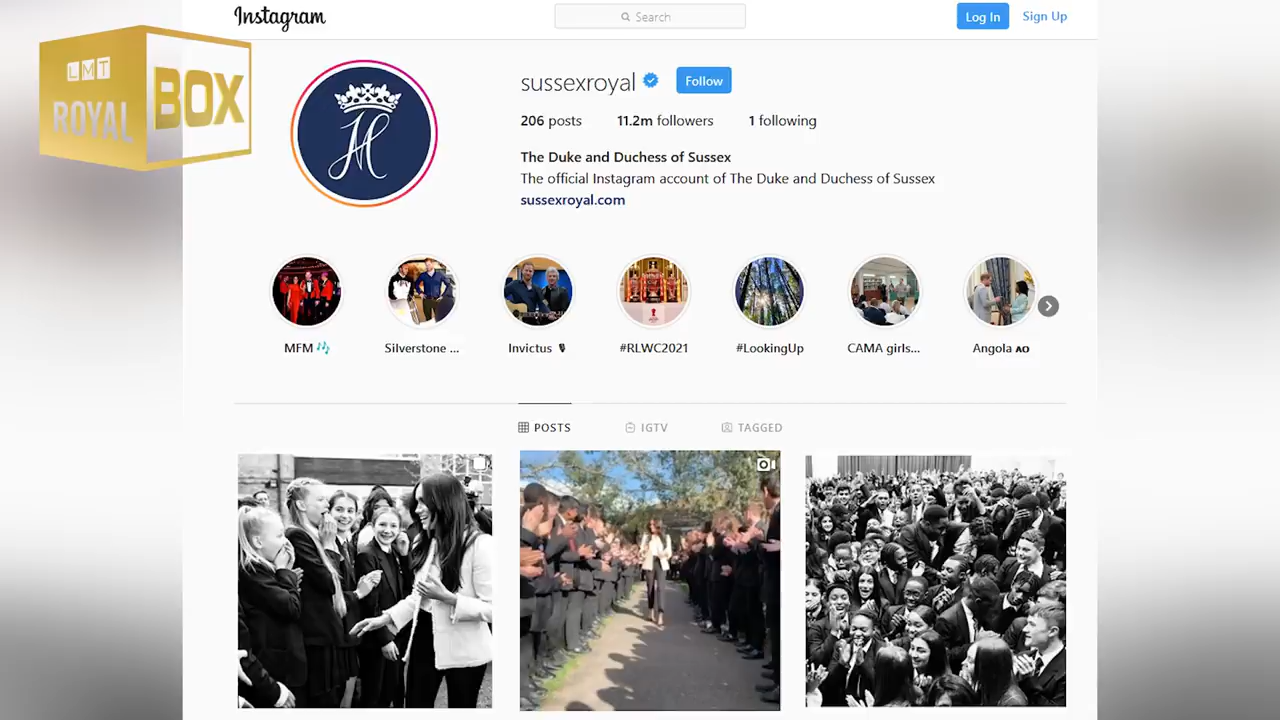 LMT
ROYAL
BOX
Instagram
Search
Log In
Sign Up
sussexroyal
Follow
206 posts
11.2m followers
1 following
The Duke and Duchess of Sussex
The official Instagram account of The Duke and Duchess of Sussex
sussexroyal.com
MFM 🎶
Silverstone ...
Invictus 🎙
#RLWC2021
#LookingUp
CAMA girls...
Angola AO
POSTS
IGTV
TAGGED